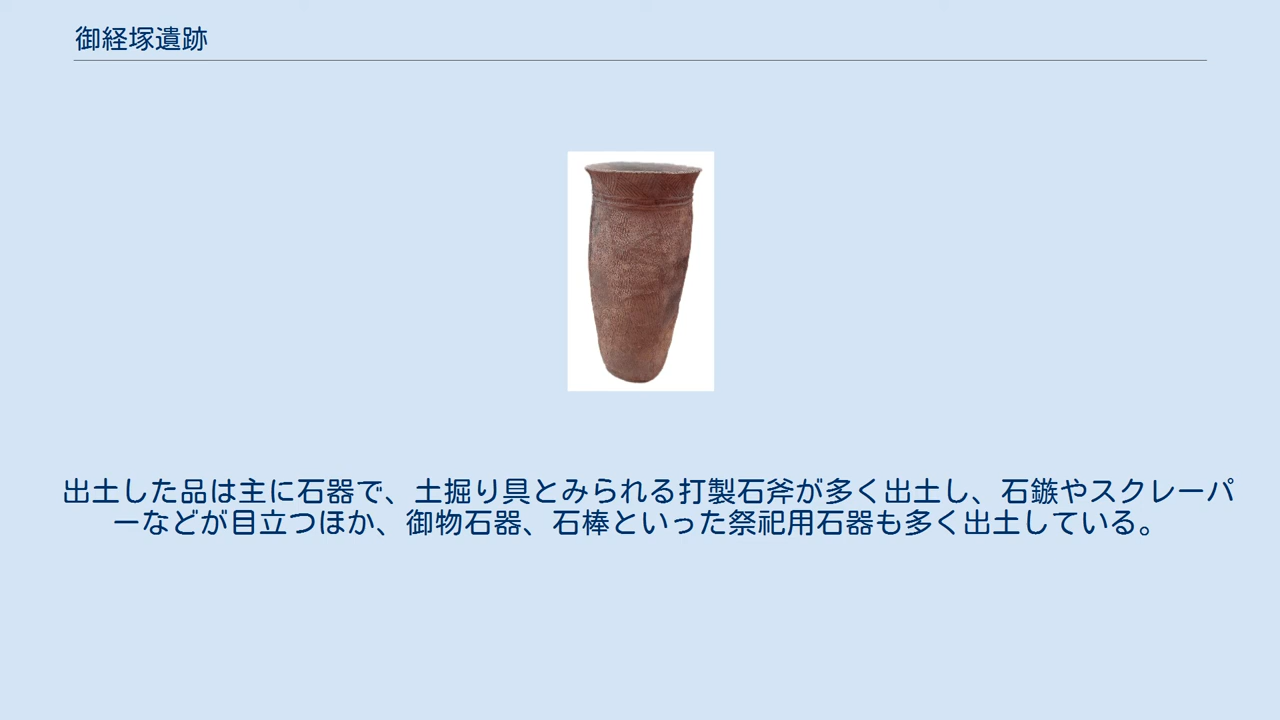 御経塚遺跡
出土した品は主に石器で、土掘り具とみられる打製石斧が多く出土し、石鏃やスクレーパ
ーなどが目立つほか、御物石器、石棒といった祭祀用石器も多く出土している。